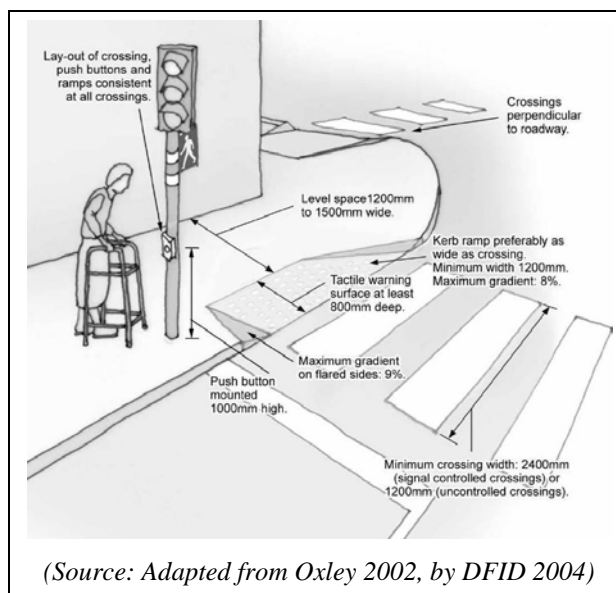 Lay-out of crossing,
push buttons and
ramps consistent
at all crossings.
Crossings
perpendicular
to roadway.
Level space1200mm
to 1500mm wide.
Kerb ramp preferably as
wide as crossing.
Minimum width 1200mm.
Maximum gradient: 8%.
Tactile warning
surface at least
800mm deep.
Maximum gradient
on flared sides: 9%.
Push button
mounted
1000mm high.
Minimum crossing width: 2400mm
(signal controlled crossings) or
1200mm (uncontrolled crossings).
(Source: Adapted from Oxley 2002, by DFID 2004)